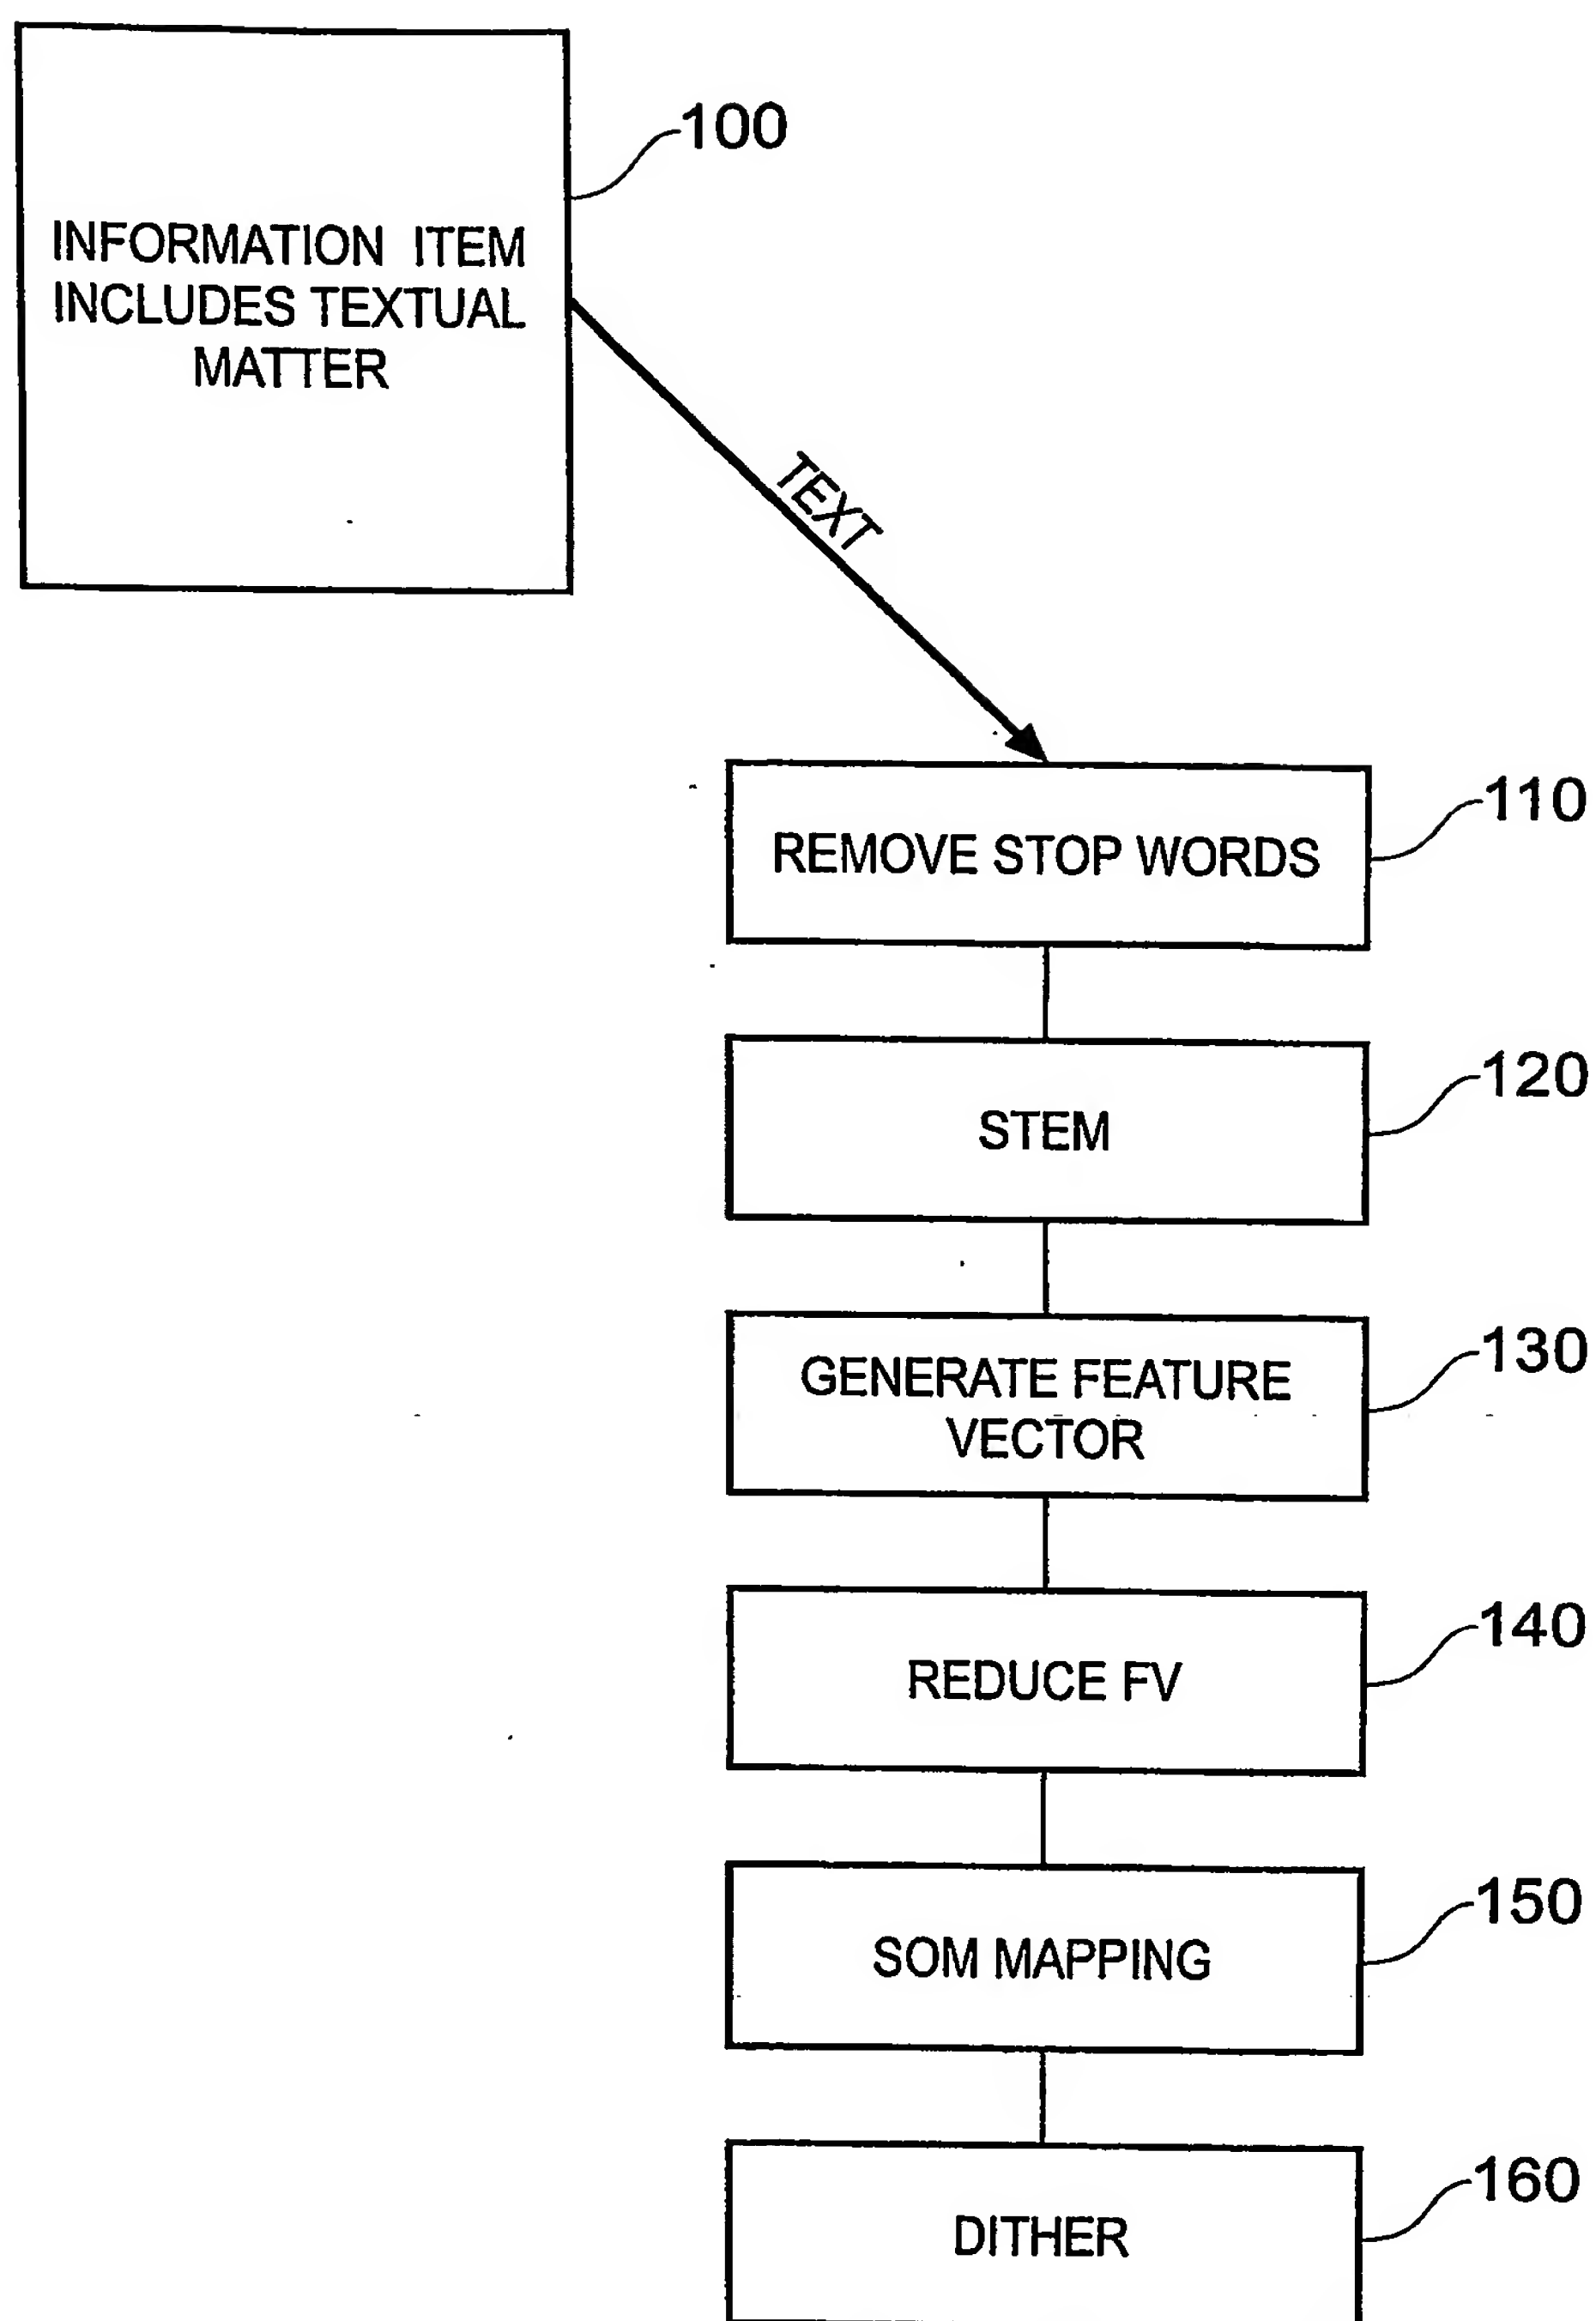 100
INFORMATION ITEM
INCLUDES TEXTUAL
MATTER
TEXT
110
REMOVE STOP WORDS
120
STEM
130
GENERATE FEATURE
VECTOR
140
REDUCE FV
150
SOM MAPPING
160
DITHER